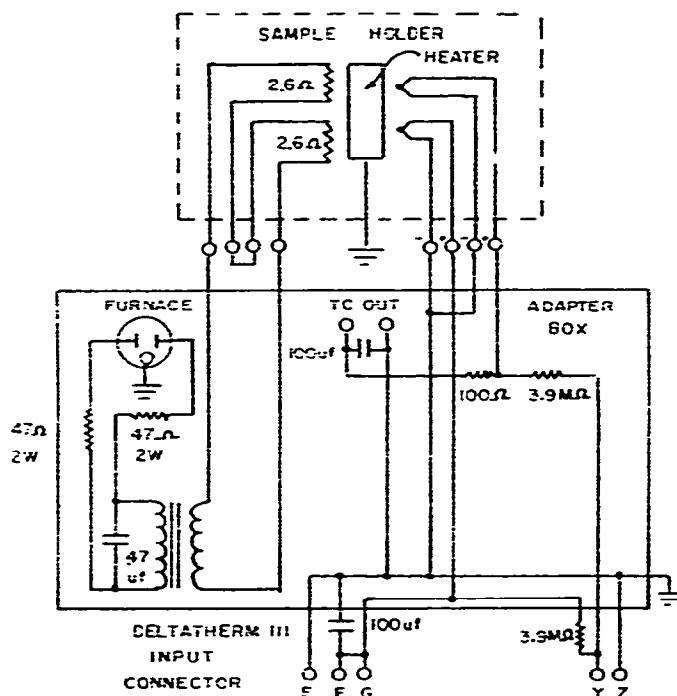 SAMPLE HOLDER
HEATER
2.6Ω
2.6Ω
FURNACE
TC OUT
ADAPTER
BOX
100uf
100Ω
3.9MΩ
47Ω
2W
47Ω
2W
47
uf
DELTATHERM III
INPUT
CONNECTOR
100uf
3.9MΩ
E F G
Y Z